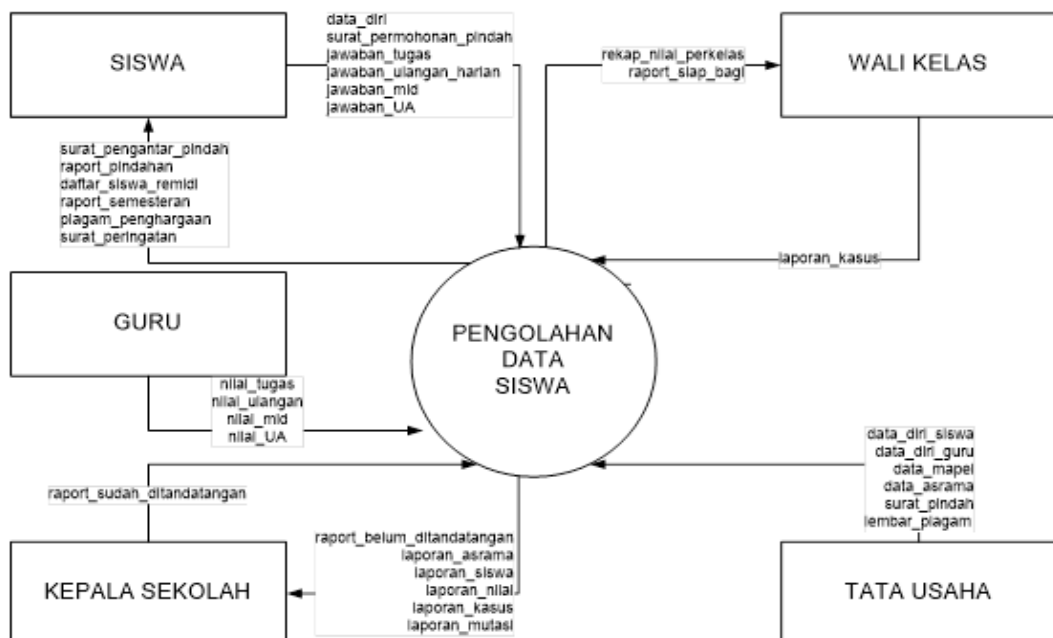 SISWA
data_diri
surat_permohonan_pindah
jawaban_tugas
jawaban_ulangan_harian
jawaban_mid
jawaban_UA
rekap_nilai_perkelas
raport_siap_bagi
WALI KELAS
surat_pengantar_pindah
raport_pindahan
daftar_siswa_remidi
raport_semesteran
piagam_penghargaan
surat_peringatan
laporan_kasus
GURU
PENGOLAHAN
DATA
SISWA
nilai_tugas
nilai_ulangan
nilai_mid
nilai_UA
data_diri_siswa
data_diri_guru
data_mapel
data_asrama
surat_pindah
lembar_piagam
raport_sudah_ditandatangan
raport_belum_ditandatangan
laporan_asrama
laporan_siswa
laporan_nilai
laporan_kasus
laporan_mutasi
KEPALA SEKOLAH
TATA USAHA